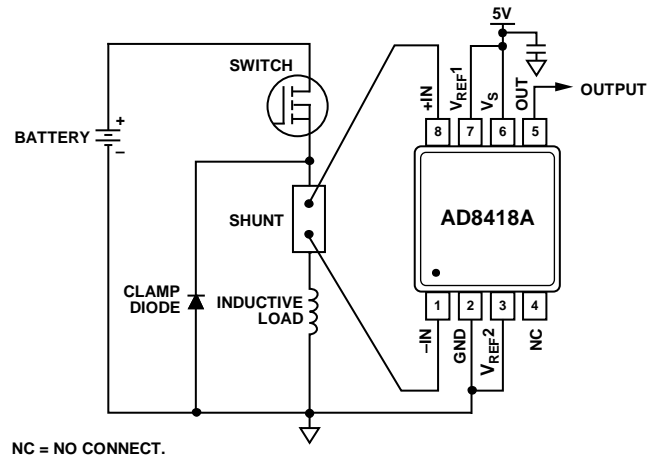 5V
SWITCH
+IN
VREF1
VS
OUT
OUTPUT
8
7
6
5
BATTERY
+
–
SHUNT
AD8418A
CLAMP
DIODE
INDUCTIVE
LOAD
1
2
3
4
–IN
GND
VREF2
NC
NC = NO CONNECT.